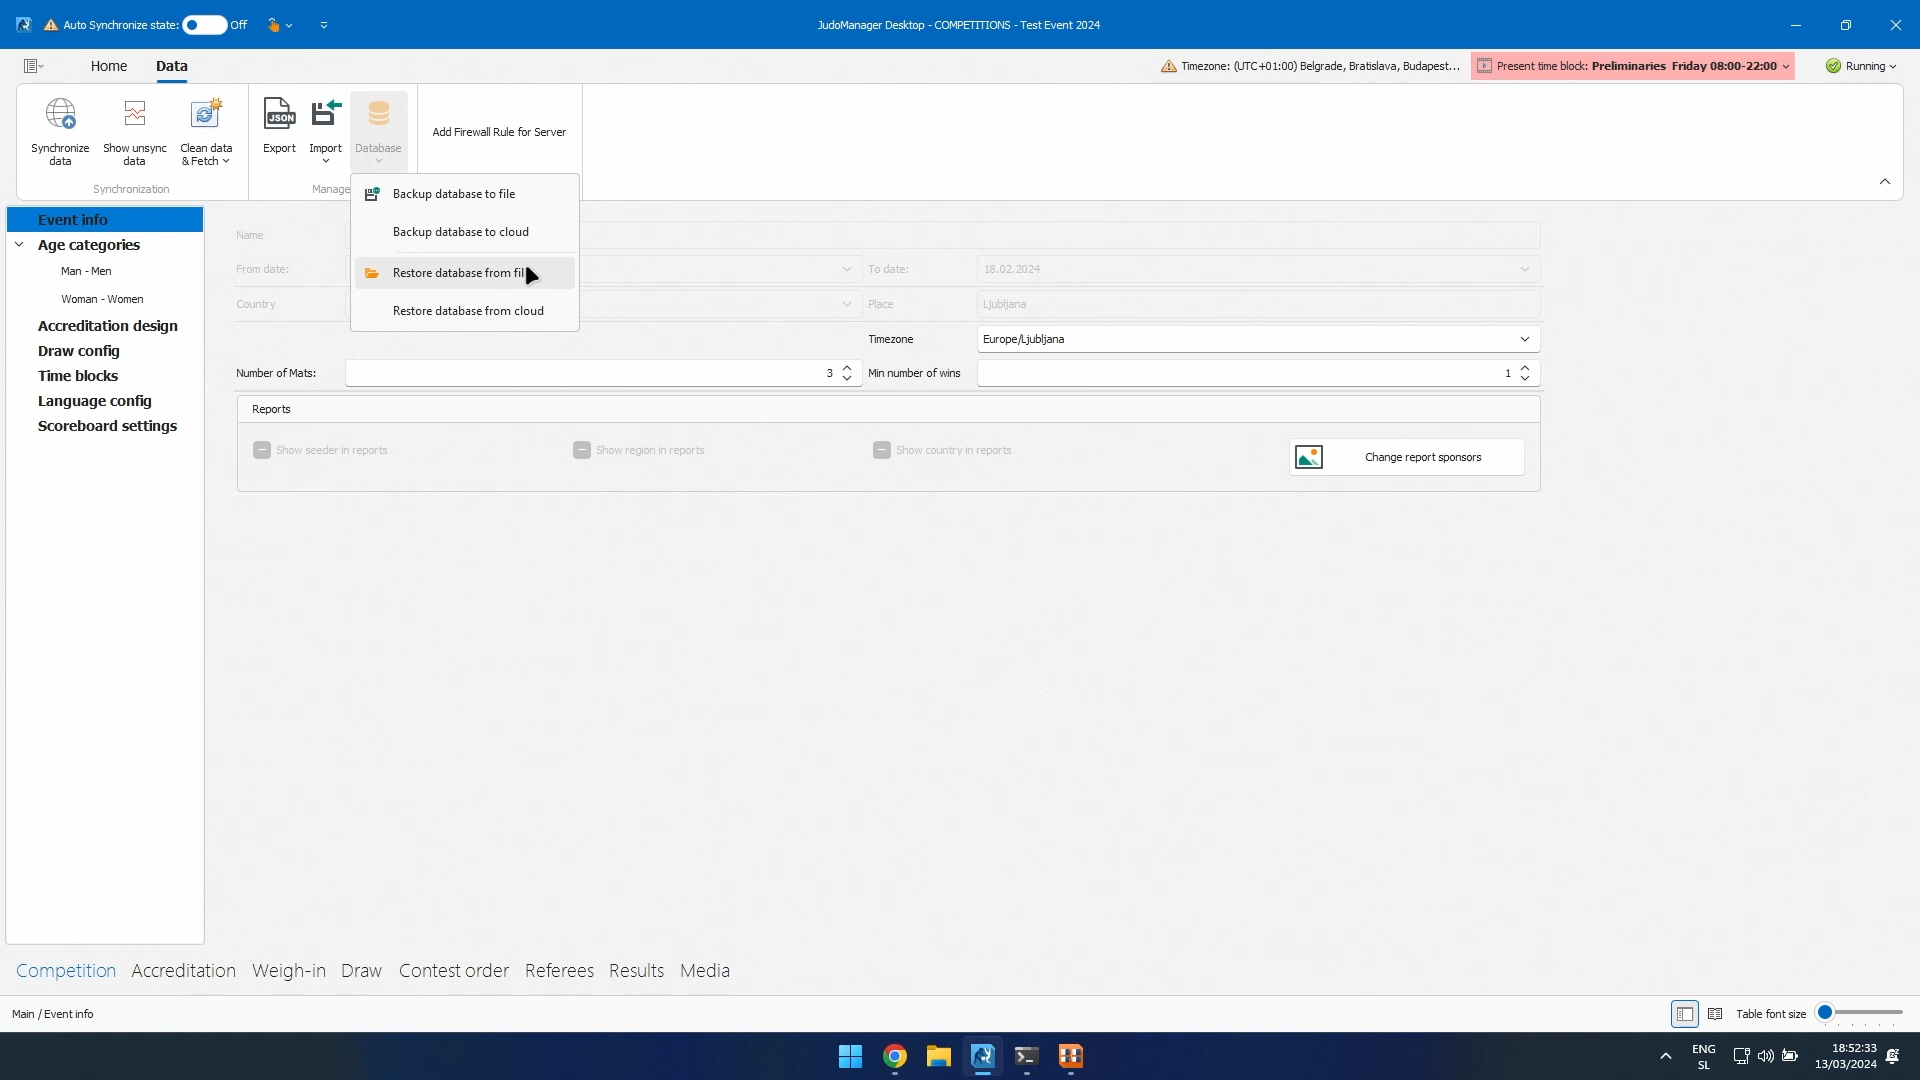 Auto Synchronize state: Off
JudoManager Desktop - COMPETITIONS - Test Event 2024
Home Data
Timezone: (UTC+01:00) Belgrade, Bratislava, Budapest...
Present time block: Preliminaries Friday 08:00-22:00
Running
Synchronize data
Show unsync data
Clean data & Fetch
JSON
Export
Import
Database
Add Firewall Rule for Server
Synchronization
Manage
Backup database to file
Backup database to cloud
Restore database from fil
Restore database from cloud
Event info
Age categories
Man - Men
Woman - Women
Accreditation design
Draw config
Time blocks
Language config
Scoreboard settings
Name
From date:
To date: 18.02.2024
Country
Place Ljubljana
Timezone Europe/Ljubljana
Number of Mats: 3
Min number of wins 1
Reports
Show seeder in reports
Show region in reports
Show country in reports
Change report sponsors
Competition Accreditation Weigh-in Draw Contest order Referees Results Media
Main / Event info
Table font size
ENG
SL
18:52:33
13/03/2024